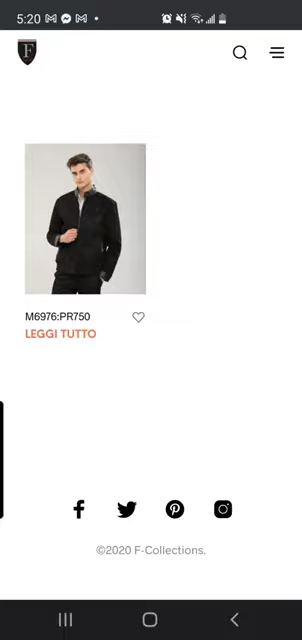 5:20
F
M6976:PR750
LEGGI TUTTO
©2020 F-Collections.